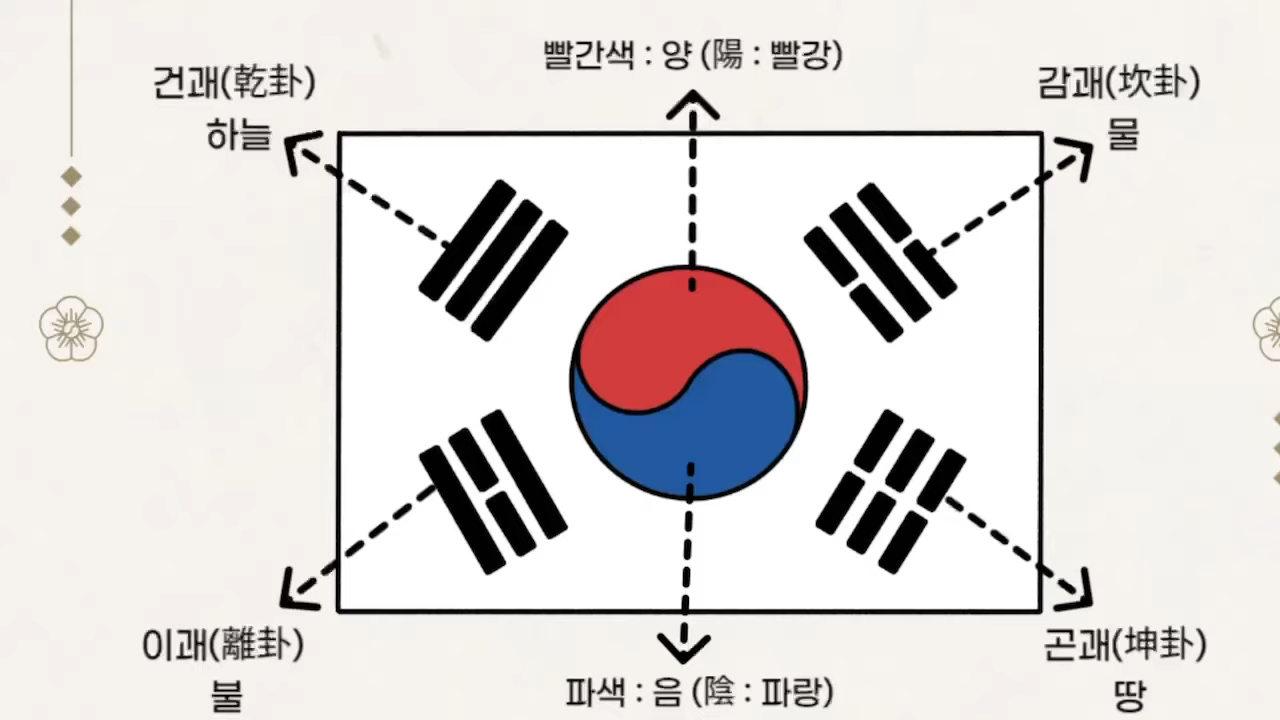 빨간색 : 양 (陽 : 빨강)
건괘(乾卦)
하늘
감괘(坎卦)
물
이괘(離卦)
불
곤괘(坤卦)
땅
파색 : 음 (陰 : 파랑)